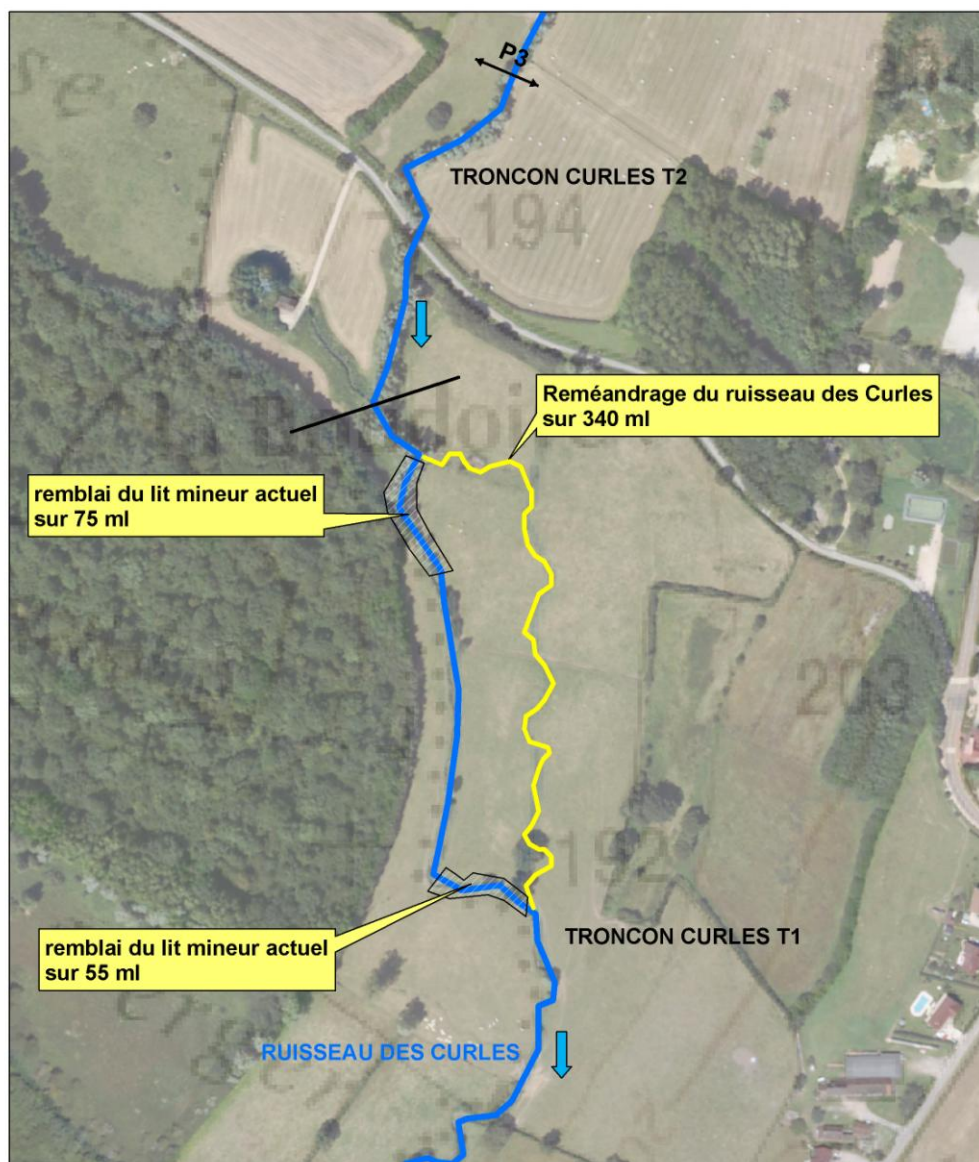 P3
TRONCON CURLES T2
194
Reméandrage du ruisseau des Curles
sur 340 ml
remblai du lit mineur actuel
sur 75 ml
203
192
TRONCON CURLES T1
remblai du lit mineur actuel
sur 55 ml
RUISSEAU DES CURLES